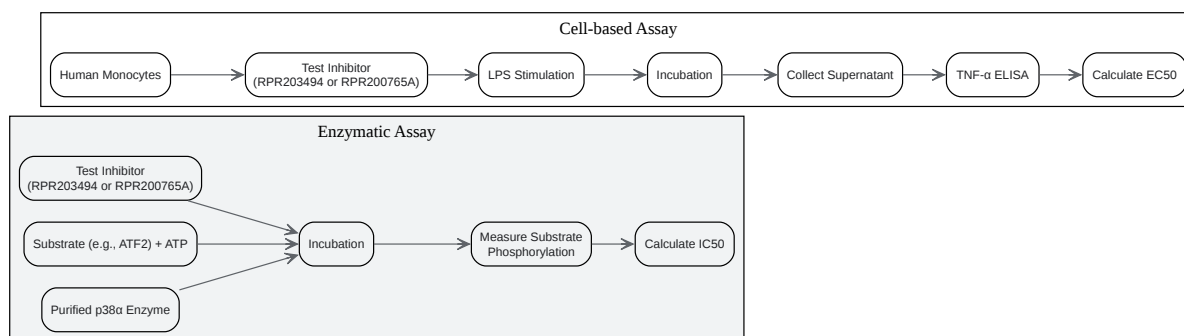 Cell-based Assay
Human Monocytes
Test Inhibitor
(RPR203494 or RPR200765A)
LPS Stimulation
Incubation
Collect Supernatant
TNF-α ELISA
Calculate EC50
Enzymatic Assay
Test Inhibitor
(RPR203494 or RPR200765A)
Substrate (e.g., ATF2) + ATP
Purified p38α Enzyme
Incubation
Measure Substrate
Phosphorylation
Calculate IC50